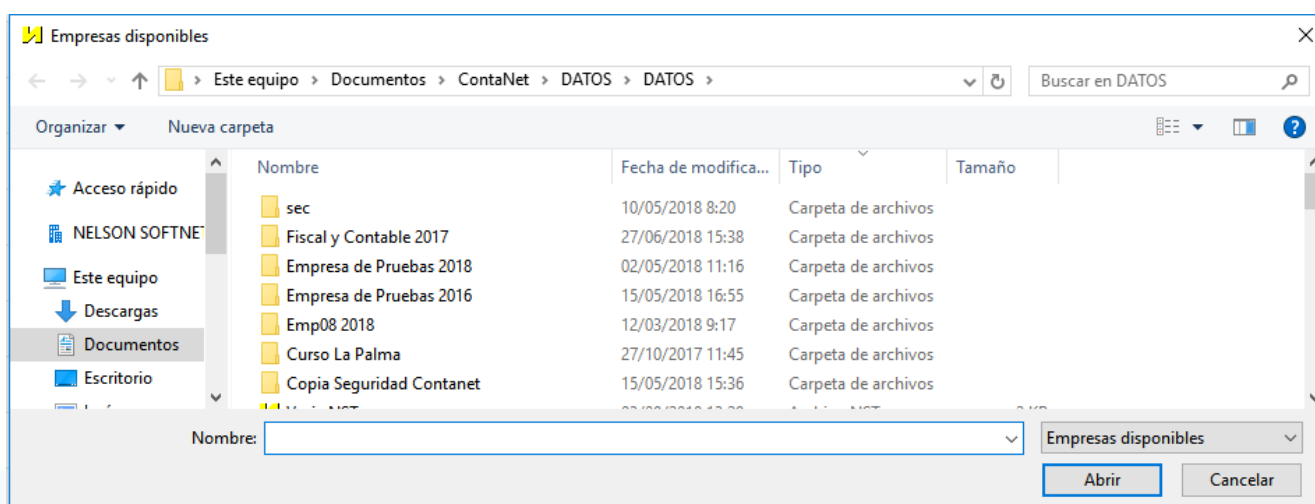 Empresas disponibles
Este equipo > Documentos > ContaNet > DATOS > DATOS > Buscar en DATOS
Organizar Nueva carpeta
Nombre Fecha de modifica... Tipo Tamaño
Acceso rápido
NELSON SOFTNET
Este equipo
Descargas
Documentos
Escritorio
sec 10/05/2018 8:20 Carpeta de archivos
Fiscal y Contable 2017 27/06/2018 15:38 Carpeta de archivos
Empresa de Pruebas 2018 02/05/2018 11:16 Carpeta de archivos
Empresa de Pruebas 2016 15/05/2018 16:55 Carpeta de archivos
Emp08 2018 12/03/2018 9:17 Carpeta de archivos
Curso La Palma 27/10/2017 11:45 Carpeta de archivos
Copia Seguridad Contanet 15/05/2018 15:36 Carpeta de archivos
Nombre: Empresas disponibles
Abrir Cancelar